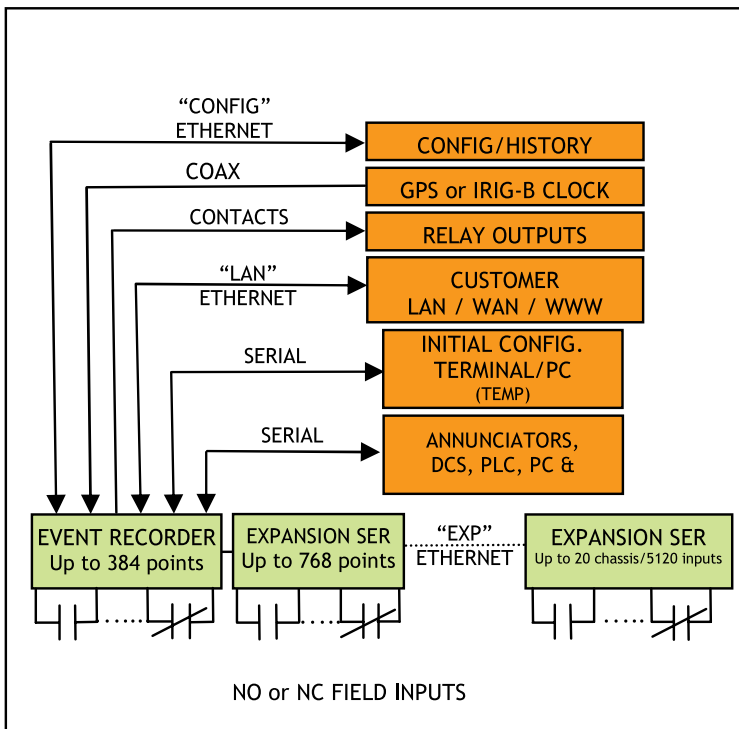 “CONFIG”
ETHERNET
CONFIG/HISTORY
COAX
GPS or IRIG-B CLOCK
CONTACTS
RELAY OUTPUTS
“LAN”
ETHERNET
CUSTOMER
LAN / WAN / WWW
SERIAL
INITIAL CONFIG.
TERMINAL/PC
(TEMP)
SERIAL
ANNUNCIATORS,
DCS, PLC, PC &
EVENT RECORDER
Up to 384 points
EXPANSION SER
Up to 768 points
“EXP”
ETHERNET
EXPANSION SER
Up to 20 chassis/5120 inputs
NO or NC FIELD INPUTS